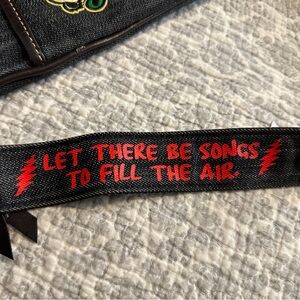 LET THERE BE SONGS
TO FILL THE AIR.